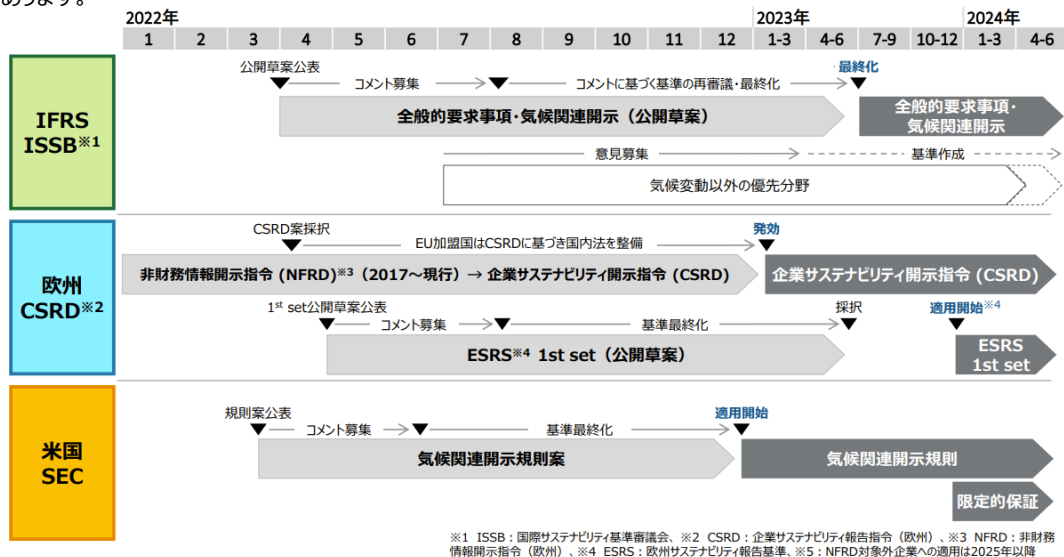 あります。
2022年 2023年 2024年
1 2 3 4 5 6 7 8 9 10 11 12 1-3 4-6 7-9 10-12 1-3 4-6
IFRS
ISSB※1
公開草案公表 コメント募集 コメントに基づく基準の再審議・最終化 最終化
全般的要求事項・気候関連開示（公開草案）
全般的要求事項・
気候関連開示
意見募集 基準作成
気候変動以外の優先分野
欧州
CSRD※2
CSRD案採択 EU加盟国はCSRDに基づき国内法を整備 発効
非財務情報開示指令 (NFRD)※3（2017～現行）→ 企業サステナビリティ開示指令 (CSRD)
企業サステナビリティ開示指令 (CSRD)
1st set公開草案公表 コメント募集 基準最終化 採択 適用開始※4
ESRS※4 1st set（公開草案）
ESRS
1st set
米国
SEC
規則案公表 コメント募集 基準最終化 適用開始
気候関連開示規則案
気候関連開示規則
限定的保証
※1 ISSB：国際サステナビリティ基準審議会、※2 CSRD：企業サステナビリティ報告指令（欧州）、※3 NFRD：非財務
情報開示指令（欧州）、※4 ESRS：欧州サステナビリティ報告基準、※5：NFRD対象外企業への適用は2025年以降